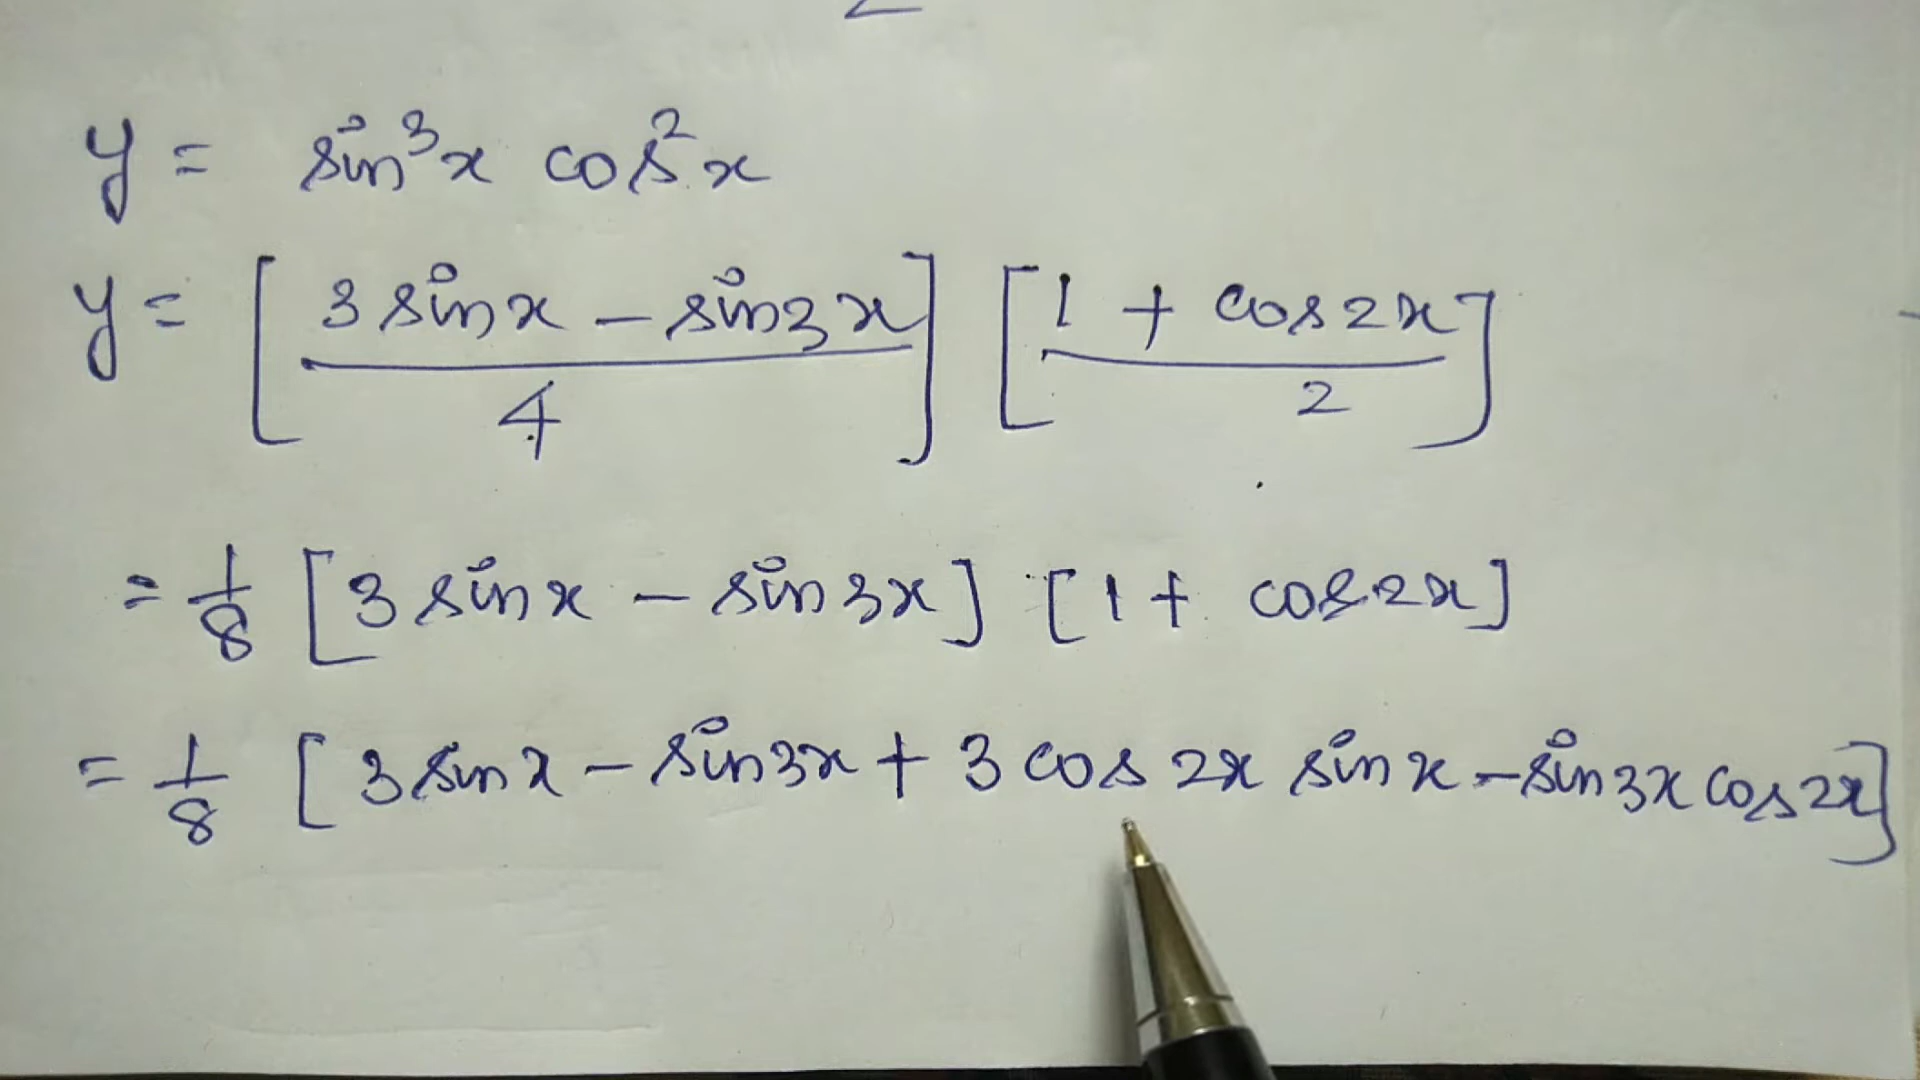 y = sin³x cos²x
y = [ (3 sinx − sin3x) / 4 ] [ (1 + cos2x) / 2 ]
= 1/8 [ 3 sinx − sin3x ] [ 1 + cos2x ]
= 1/8 [ 3 sinx − sin3x + 3 cos 2x sinx − sin3x cos2x ]